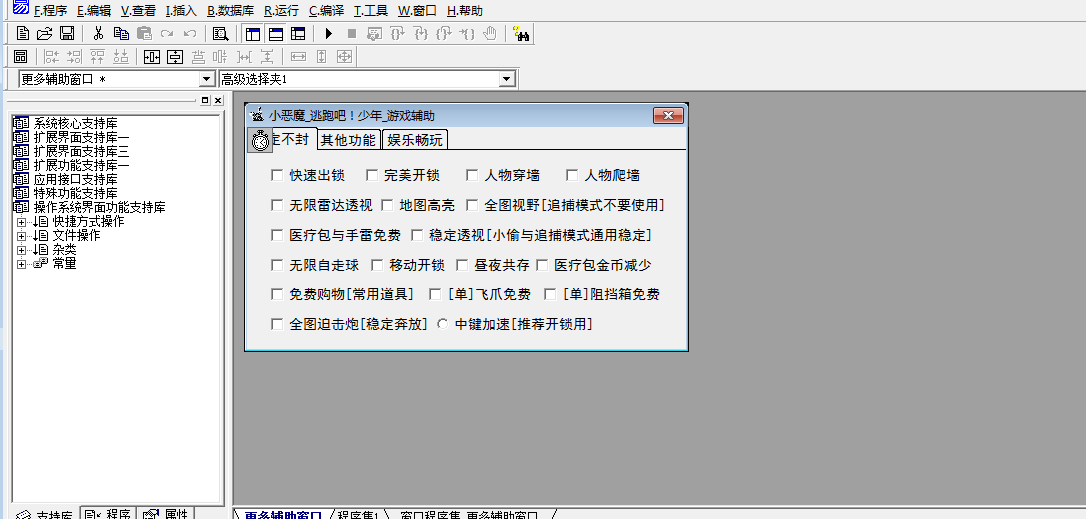 F.程序 E.编辑 V.查看 I.插入 B.数据库 R.运行 C.编译 T.工具 W.窗口 H.帮助
更多辅助窗口 * 高级选择夹1
系统核心支持库
扩展界面支持库一
扩展界面支持库三
扩展功能支持库一
应用接口支持库
特殊功能支持库
操作系统界面功能支持库
快捷方式操作
文件操作
杂类
常量
支持库 程序 属性
小恶魔_逃跑吧！少年_游戏辅助
定不封 其他功能 娱乐畅玩
快速出锁 完美开锁 人物穿墙 人物爬墙
无限雷达透视 地图高亮 全图视野[追捕模式不要使用]
医疗包与手雷免费 稳定透视[小偷与追捕模式通用稳定]
无限自走球 移动开锁 昼夜共存 医疗包金币减少
免费购物[常用道具] [单]飞爪免费 [单]阻挡箱免费
全图迫击炮[稳定奔放] 中键加速[推荐开锁用]
更多辅助窗口 程序集1 窗口程序集_更多辅助窗口